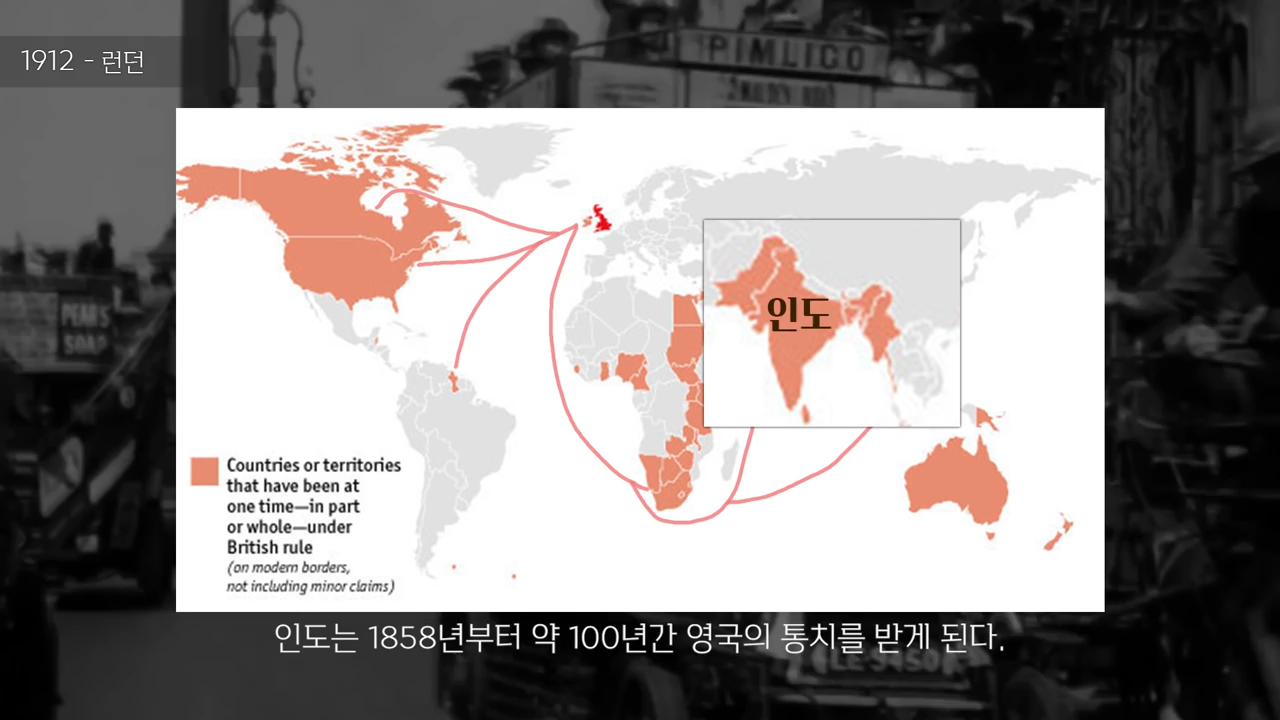 1912 - 런던
PIMLICO
PEARS'
SOAP
인도
Countries or territories
that have been at
one time—in part
or whole—under
British rule
(on modern borders,
not including minor claims)
인도는 1858년부터 약 100년간 영국의 통치를 받게 된다.